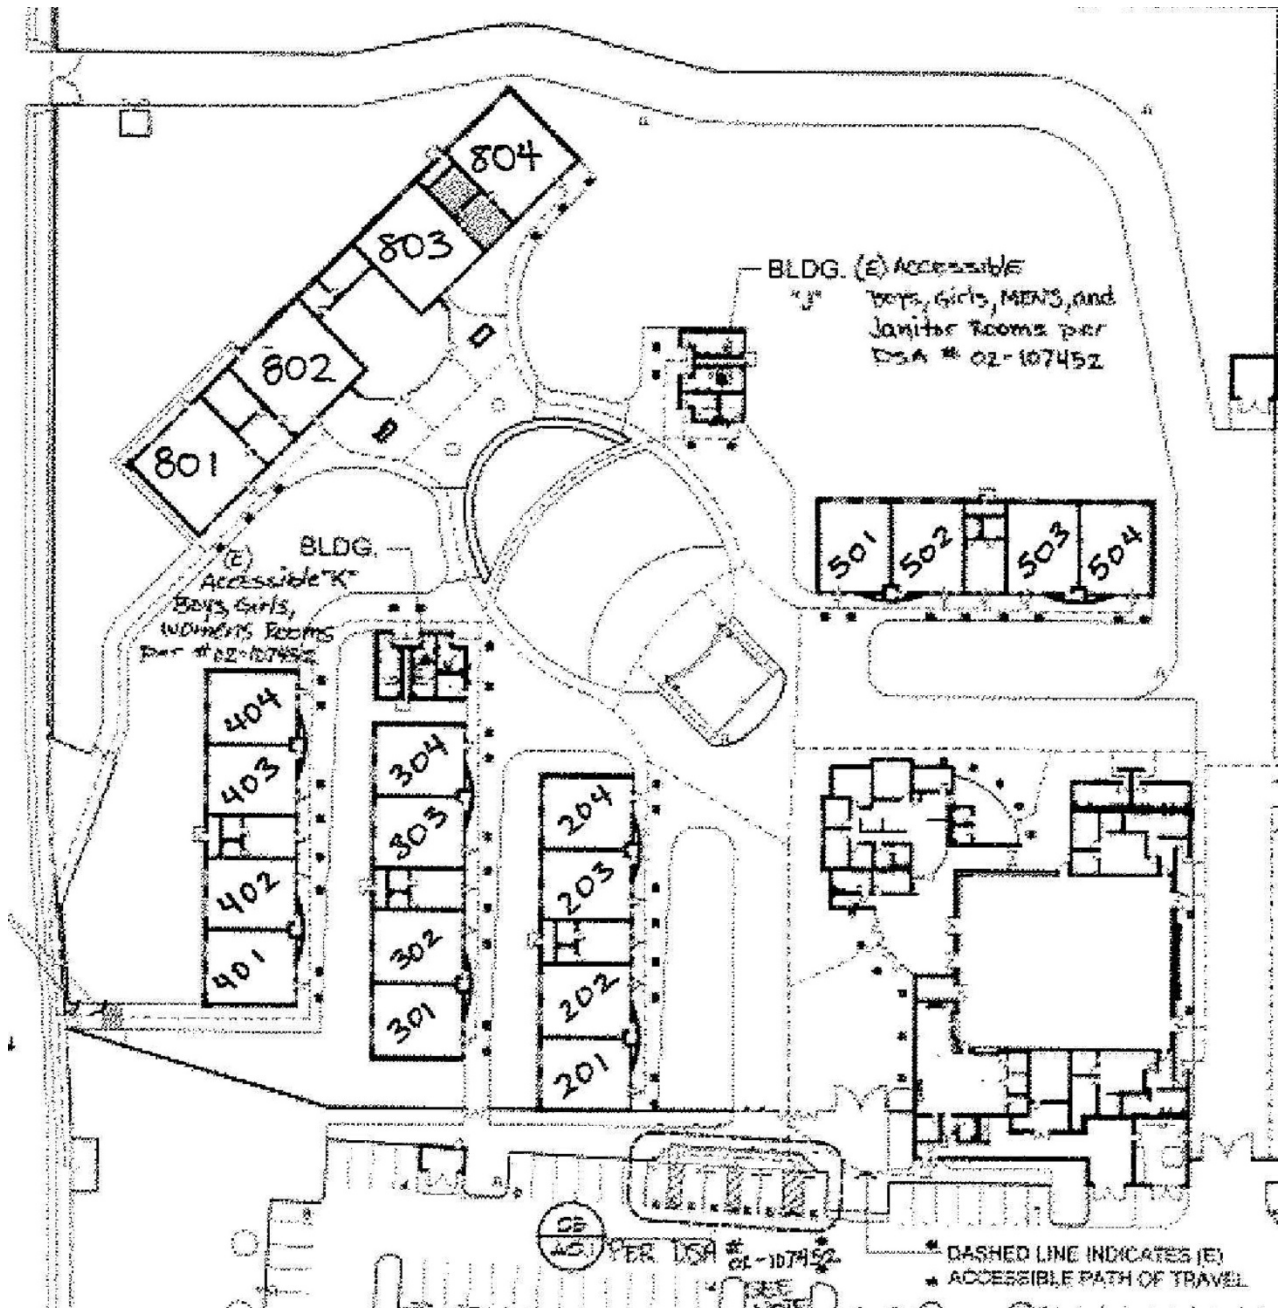 804
803
802
801
BLDG. (E) Accessible
"J" Boys, Girls, MENS, and
Janitor Rooms per
DSA # 02-107452
501
502
503
504
(E) BLDG.
Accessible "K"
Boys, Girls,
Womens Rooms
per #02-107452
404
403
402
401
304
303
302
301
204
203
202
201
PER DSA # 02-107452
SEE
DASHED LINE INDICATES (E)
ACCESSIBLE PATH OF TRAVEL